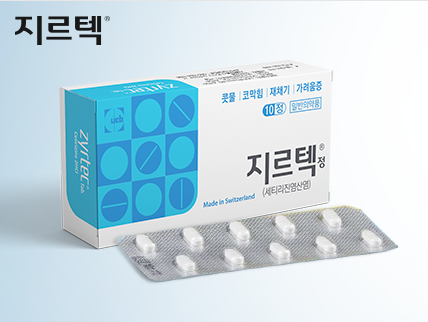 지르텍®
콧물 | 코막힘 | 재채기 | 가려움증
10정 일반의약품
지르텍®정
(세티리진염산염)
Made in Switzerland
zyrtec
ucb